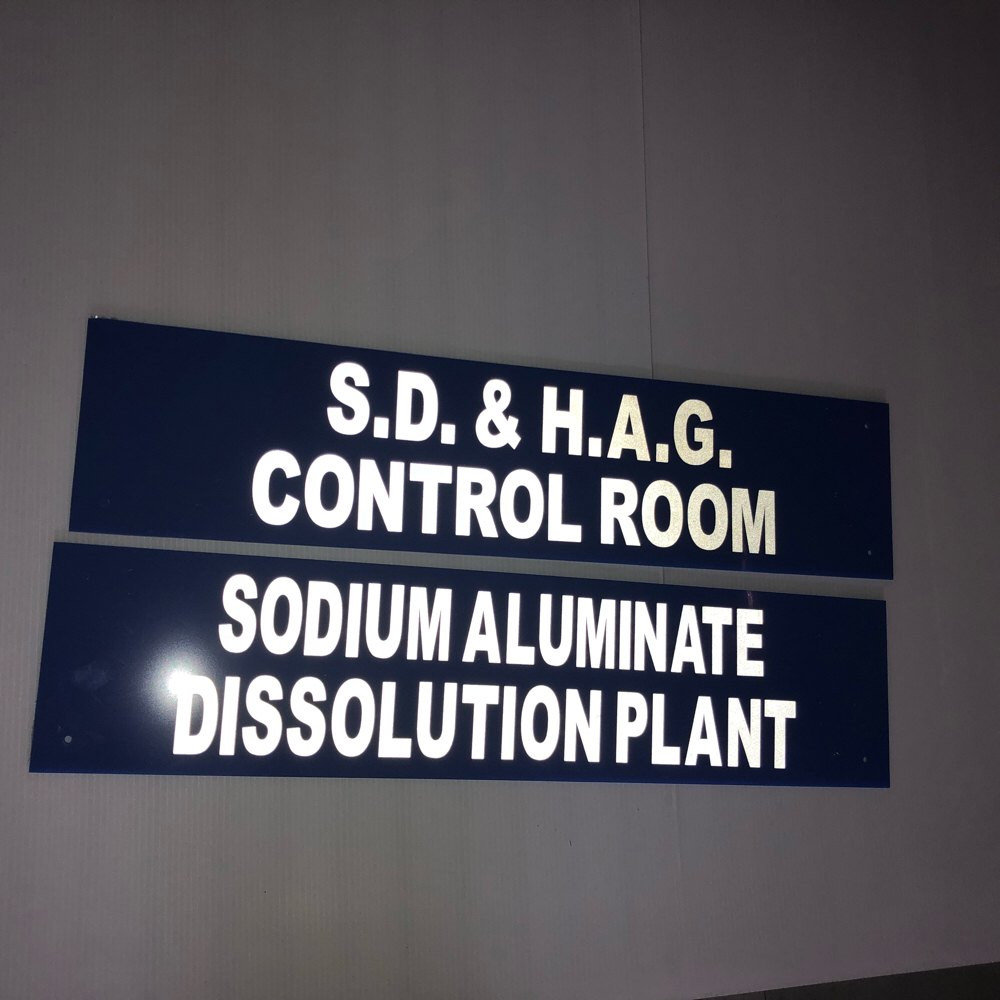 S.D. & H.A.G.
CONTROL ROOM
SODIUM ALUMINATE
DISSOLUTION PLANT